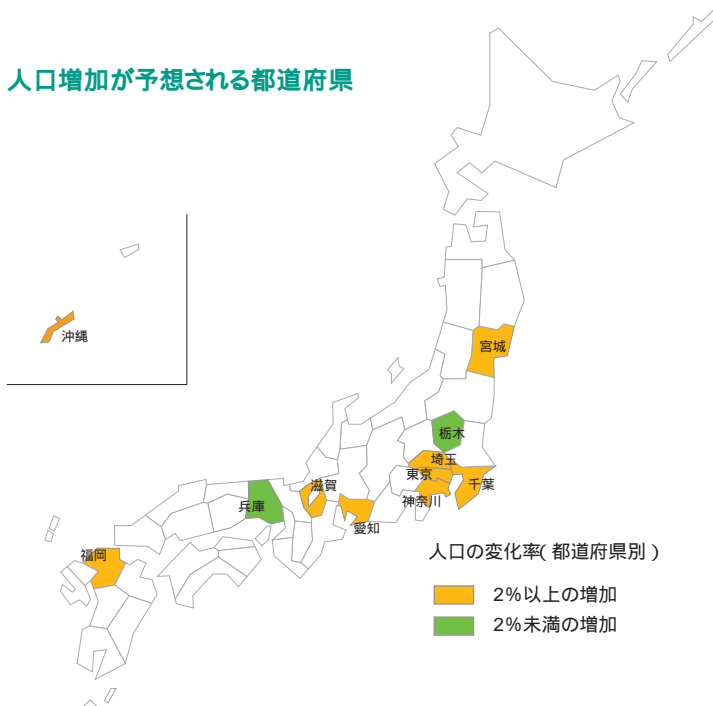 人口増加が予想される都道府県
沖縄
宮城
栃木
埼玉
東京
千葉
神奈川
滋賀
兵庫
愛知
福岡
人口の変化率(都道府県別)
2%以上の増加
2%未満の増加